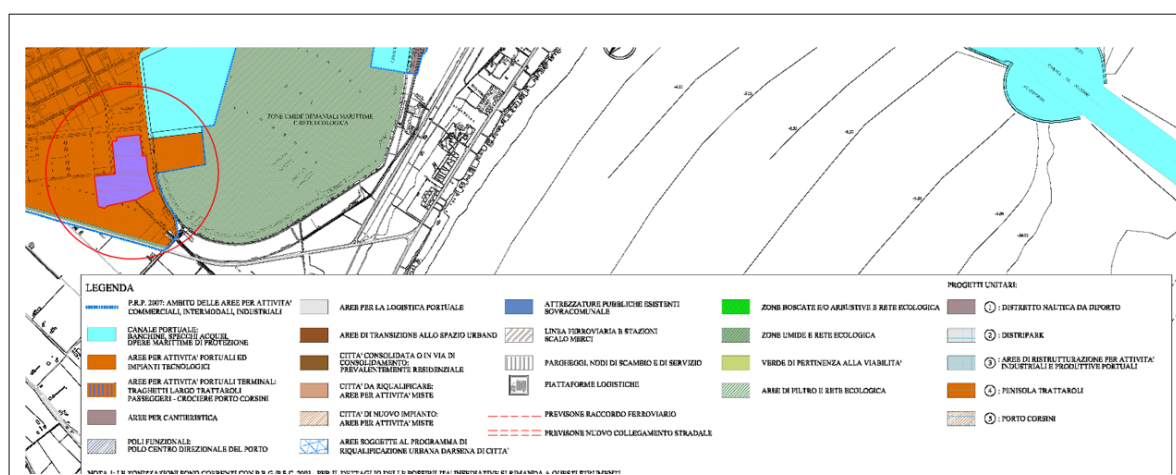 ZONE UMIDE DEMANIALI MARITTIME
E RETE ECOLOGICA
LEGENDA
P.R.P. 2007: AMBITO DELLE AREE PER ATTIVITA'
COMMERCIALI, INTERMODALI, INDUSTRIALI
CANALE PORTUALE:
BANCHINE, SPECCHI ACQUEI,
OPERE MARITTIME DI PROTEZIONE
AREE PER ATTIVITA' PORTUALI ED
IMPIANTI TECNOLOGICI
AREE PER ATTIVITA' PORTUALI TERMINAL:
TRAGHETTI LARGO TRATTAROLI
PASSEGGERI - CROCIERE PORTO CORSINI
AREE PER CANTIERISTICA
POLI FUNZIONALI:
POLO CENTRO DIREZIONALE DEL PORTO
AREE PER LA LOGISTICA PORTUALE
AREE DI TRANSIZIONE ALLO SPAZIO URBANO
CITTA' CONSOLIDATA O IN VIA DI
CONSOLIDAMENTO:
PREVALENTEMENTE RESIDENZIALE
CITTA' DA RIQUALIFICARE:
AREE PER ATTIVITA' MISTE
CITTA' DI NUOVO IMPIANTO:
AREE PER ATTIVITA' MISTE
AREE SOGGETTE AL PROGRAMMA DI
RIQUALIFICAZIONE URBANA DARSENA DI CITTA'
ATTREZZATURE PUBBLICHE ESISTENTI
SOVRACOMUNALE
LINEA FERROVIARIA E STAZIONI
SCALO MERCI
PARCHEGGI, NODI DI SCAMBIO E DI SERVIZIO
PIATTAFORME LOGISTICHE
PREVISONE RACCORDO FERROVIARIO
PREVISONE NUOVO COLLEGAMENTO STRADALE
ZONE BOSCATE E/O ARBUSTIVE E RETE ECOLOGICA
ZONE UMIDE E RETE ECOLOGICA
VERDE DI PERTINENZA ALLA VIABILITA'
AREE DI FILTRO E RETE ECOLOGICA
PROGETTI UNITARI:
1 : DISTRETTO NAUTICA DA DIPORTO
2 : DISTRIPARK
3 : AREE DI RISTRUTTURAZIONE PER ATTIVITA'
INDUSTRIALI E PRODUTTIVE PORTUALI
4 : PENISOLA TRATTAROLI
5 : PORTO CORSINI